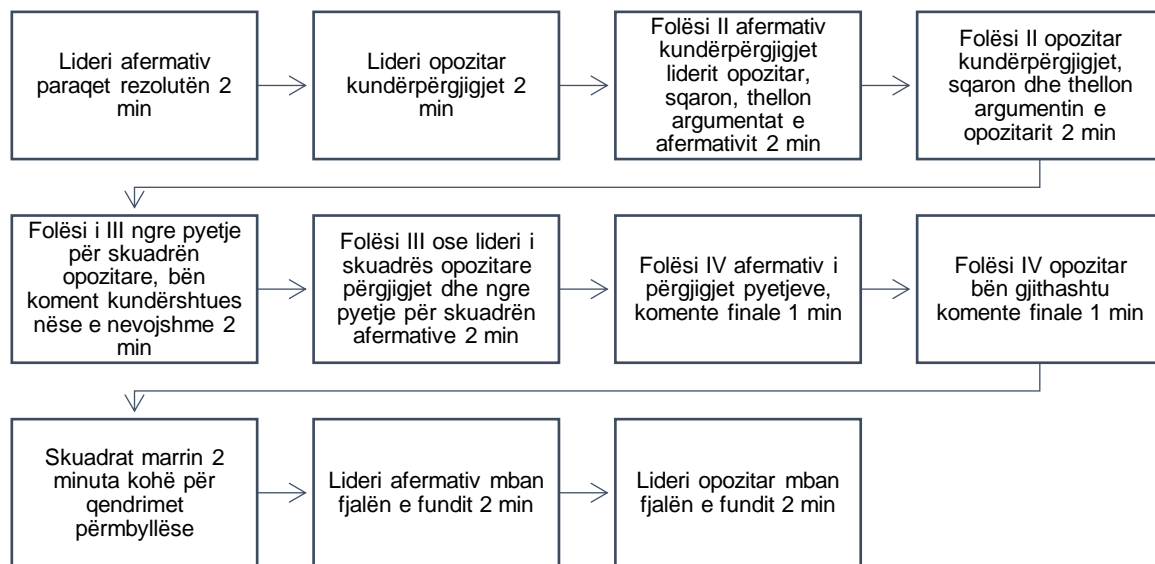 Lideri afermativ
paraqet rezolutën 2
min
Lideri opozitar
kundërpërgjigjet 2
min
Folësi II afermativ
kundërpërgjigjet
liderit opozitar,
sqaron, thellon
argumentat e
afermativit 2 min
Folësi II opozitar
kundërpërgjigjet,
sqaron dhe thellon
argumentin e
opozitarit 2 min
Folësi i III ngre pyetje
për skuadrën
opozitare, bën
koment kundërshtues
nëse e nevojshme 2
min
Folësi III ose lideri i
skuadrës opozitare
përgjigjet dhe ngre
pyetje për skuadrën
afermative 2 min
Folësi IV afermativ i
përgjigjet pyetjeve,
komente finale 1 min
Folësi IV opozitar
bën gjithashtu
komente finale 1 min
Skuadrat marrin 2
minuta kohë për
qendrimet
përmbyllëse
Lideri afermativ mban
fjalën e fundit 2 min
Lideri opozitar mban
fjalën e fundit 2 min